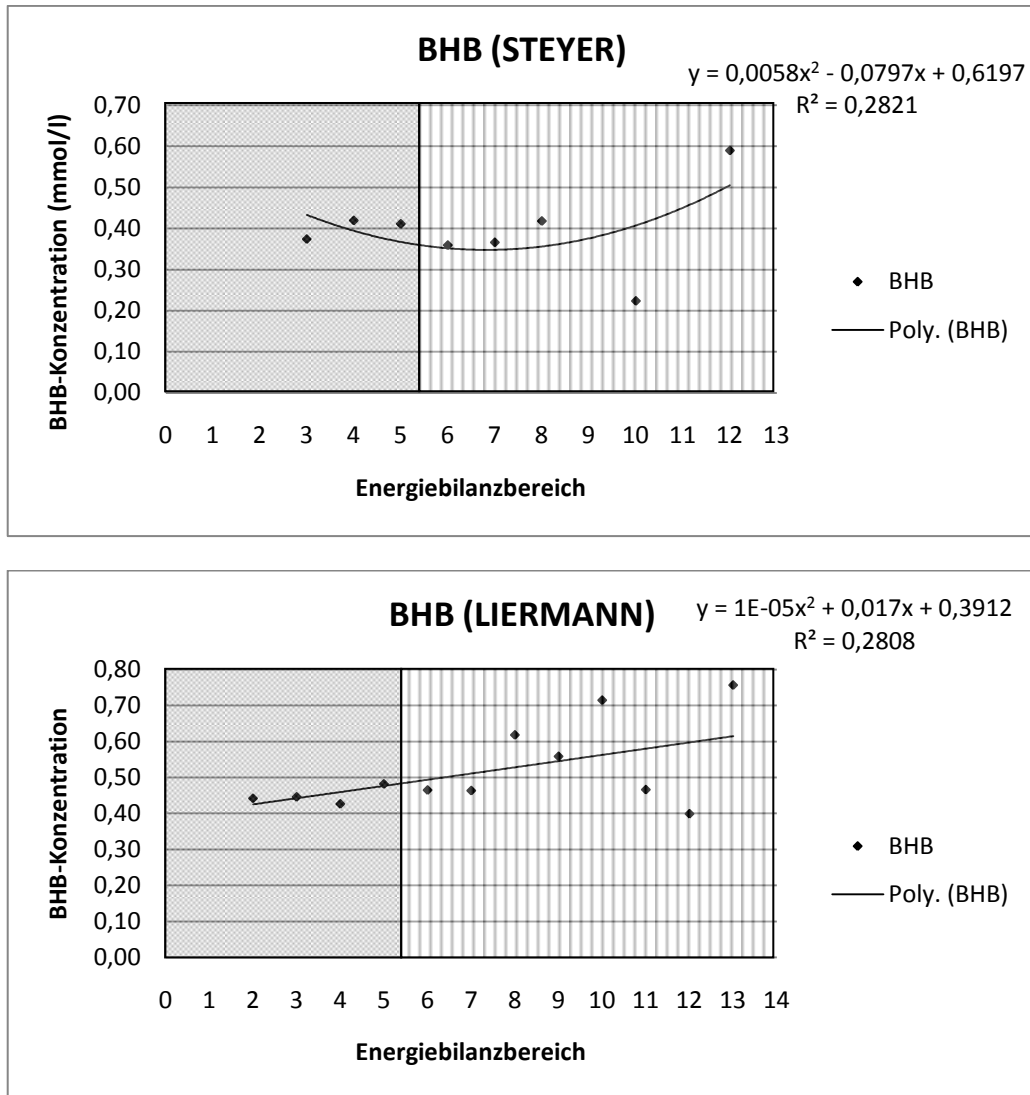 BHB (STEYER)
y = 0,0058x² - 0,0797x + 0,6197
R² = 0,2821
BHB-Konzentration (mmol/l)
0,70
0,60
0,50
0,40
0,30
0,20
0,10
0,00
0 1 2 3 4 5 6 7 8 9 10 11 12 13
Energiebilanzbereich
BHB
Poly. (BHB)
BHB (LIERMANN)
y = 1E-05x² + 0,017x + 0,3912
R² = 0,2808
BHB-Konzentration
0,80
0,70
0,60
0,50
0,40
0,30
0,20
0,10
0,00
0 1 2 3 4 5 6 7 8 9 10 11 12 13 14
Energiebilanzbereich
BHB
Poly. (BHB)